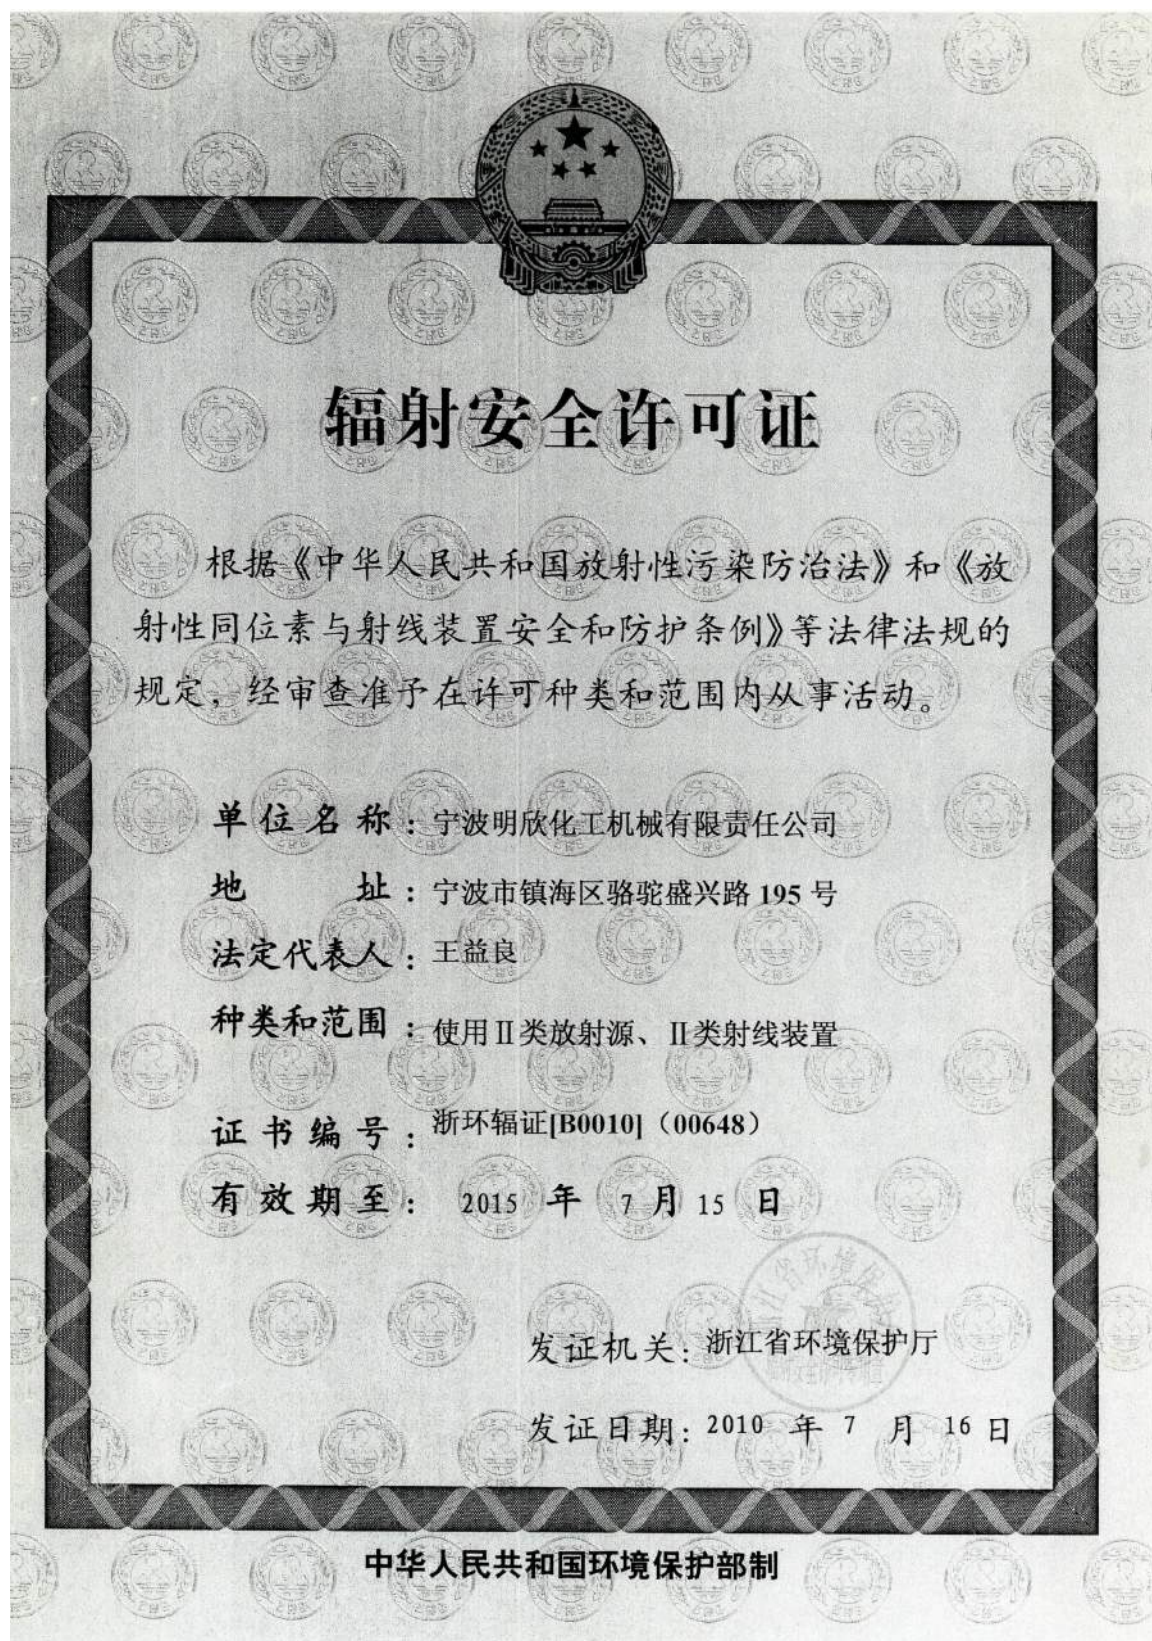 辐射安全许可证
根据《中华人民共和国放射性污染防治法》和《放
射性同位素与射线装置安全和防护条例》等法律法规的
规定，经审查准予在许可种类和范围内从事活动。
单位名称：宁波明欣化工机械有限责任公司
地址：宁波市镇海区骆驼盛兴路 195 号
法定代表人：王益良
种类和范围：使用Ⅱ类放射源、Ⅱ类射线装置
证书编号：浙环辐证[B0010]（00648）
有效期至：2015 年 7 月 15 日
发证机关：浙江省环境保护厅
发证日期：2010 年 7 月 16 日
中华人民共和国环境保护部制